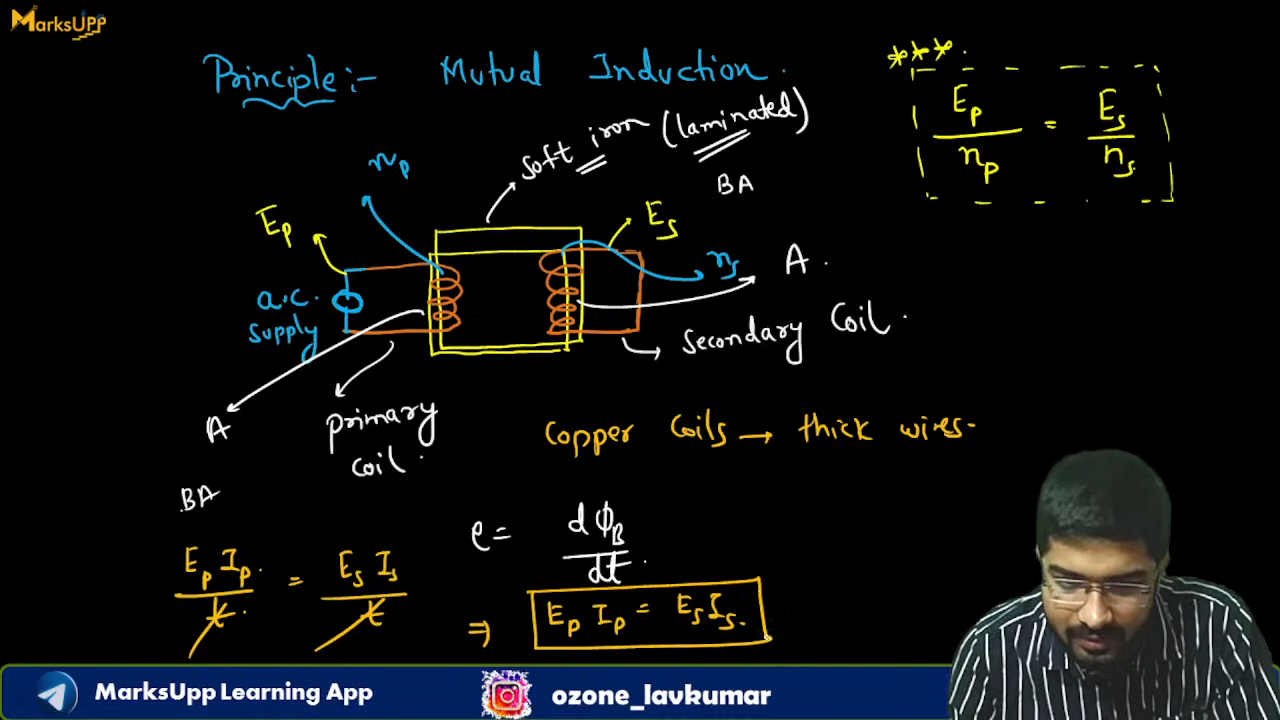 MARKSUPP
Principle:- Mutual Induction.
***.
Ep/np = Es/ns
soft iron (laminated)
BA
np
Ep
Es
ns
A.
a.c. supply
secondary coil.
A
primary coil.
copper coils → thick wires-
BA
e = dϕB/dt.
Ep Ip./t. = Es Is/t
⇒ Ep Ip = Es Is.
MarksUpp Learning App
ozone_lavkumar